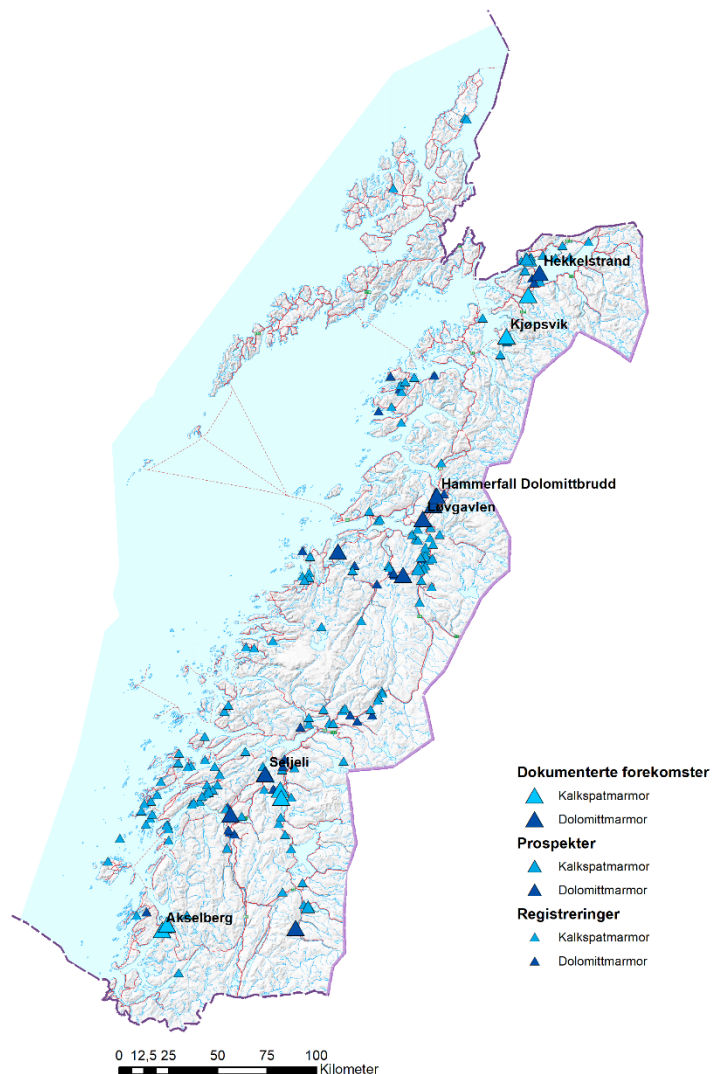 Hekkelstrand
Kjøpsvik
Hammerfall Dolomittbrudd
Løvgavlen
Seljeli
Akselberg
Dokumenterte forekomster
Kalkspatmarmor
Dolomittmarmor
Prospekter
Kalkspatmarmor
Dolomittmarmor
Registreringer
Kalkspatmarmor
Dolomittmarmor
0 12,5 25 50 75 100
Kilometer